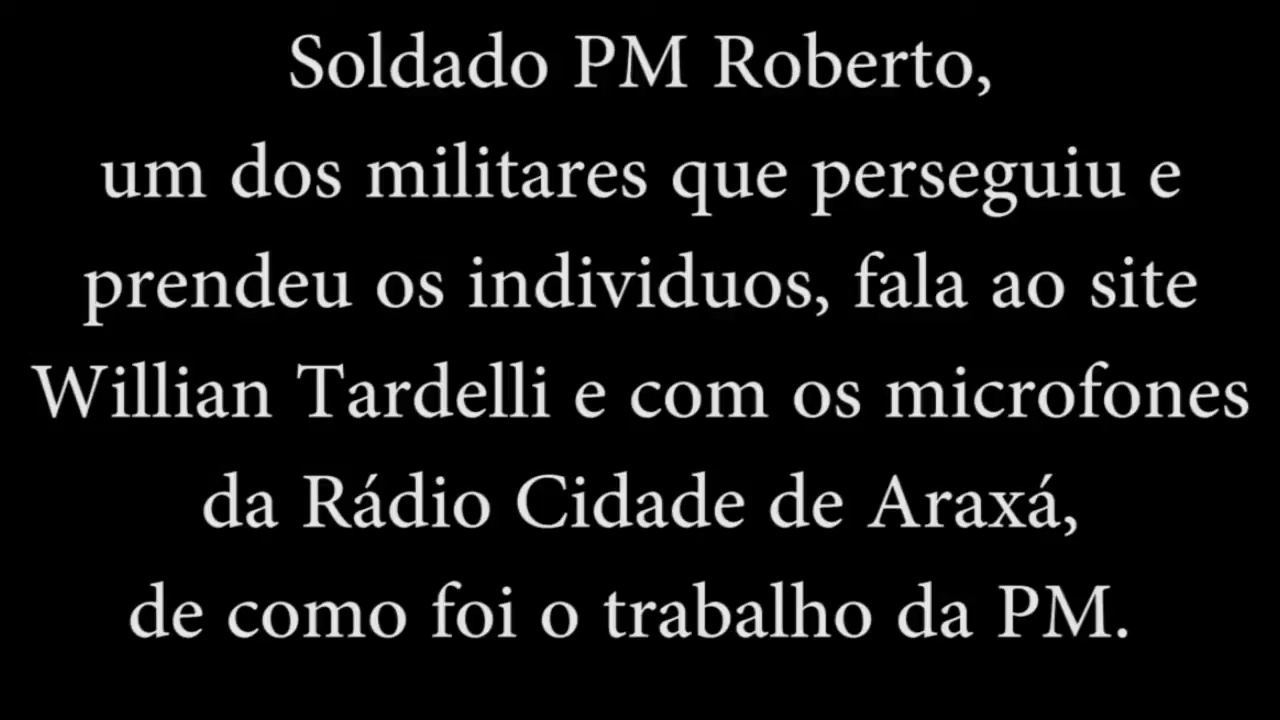 Soldado PM Roberto,
um dos militares que perseguiu e
prendeu os individuos, fala ao site
Willian Tardelli e com os microfones
da Rádio Cidade de Araxá,
de como foi o trabalho da PM.